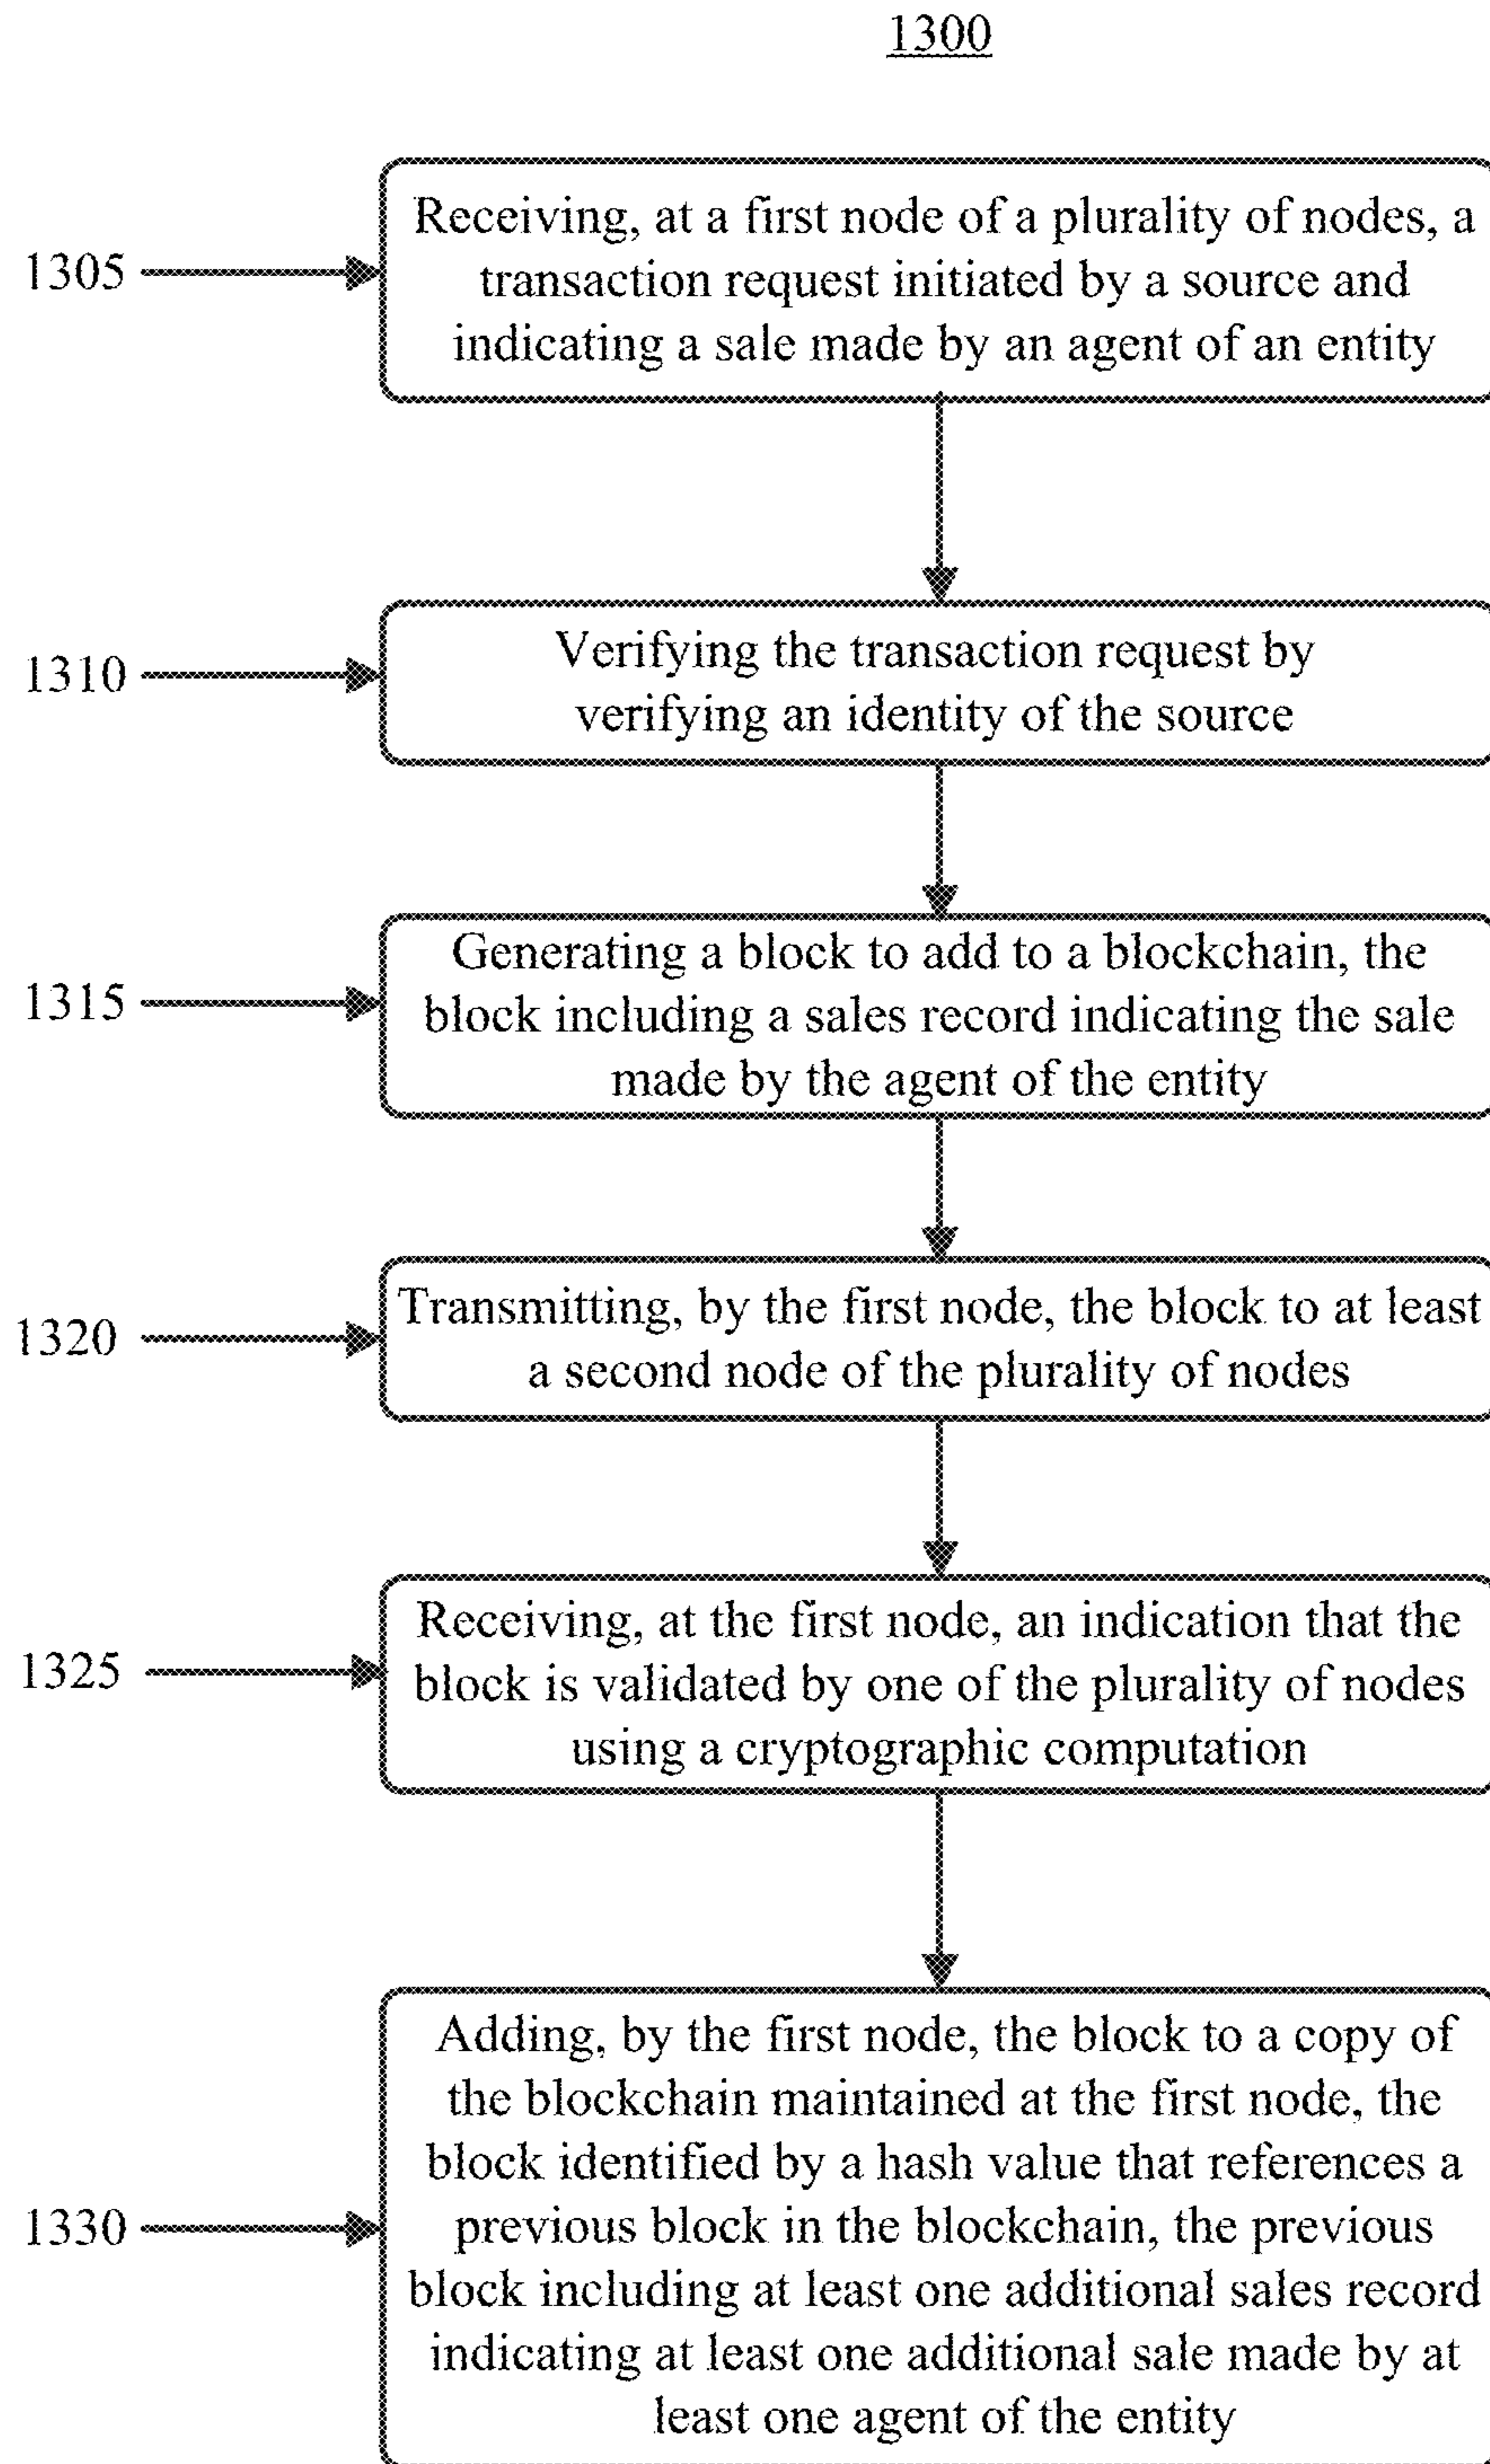 1300
1305
Receiving, at a first node of a plurality of nodes, a
transaction request initiated by a source and
indicating a sale made by an agent of an entity
1310
Verifying the transaction request by
verifying an identity of the source
1315
Generating a block to add to a blockchain, the
block including a sales record indicating the sale
made by the agent of the entity
1320
Transmitting, by the first node, the block to at least
a second node of the plurality of nodes
1325
Receiving, at the first node, an indication that the
block is validated by one of the plurality of nodes
using a cryptographic computation
1330
Adding, by the first node, the block to a copy of
the blockchain maintained at the first node, the
block identified by a hash value that references a
previous block in the blockchain, the previous
block including at least one additional sales record
indicating at least one additional sale made by at
least one agent of the entity